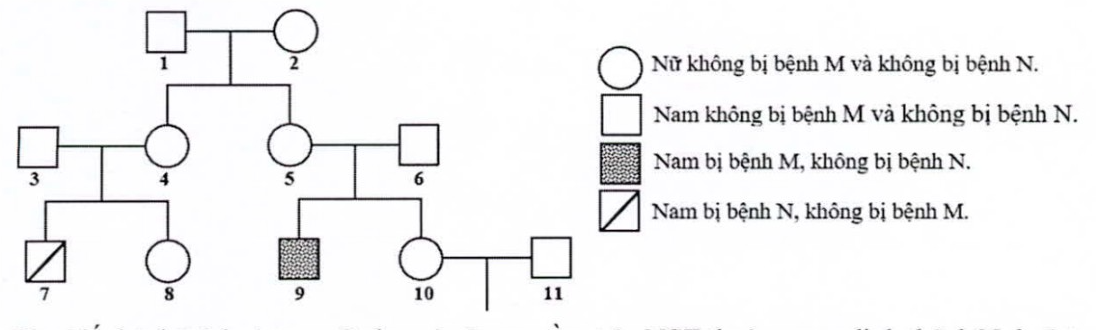 1 2
Nữ không bị bệnh M và không bị bệnh N.
Nam không bị bệnh M và không bị bệnh N.
3 4 5 6
Nam bị bệnh M, không bị bệnh N.
Nam bị bệnh N, không bị bệnh M.
7 8 9 10 11